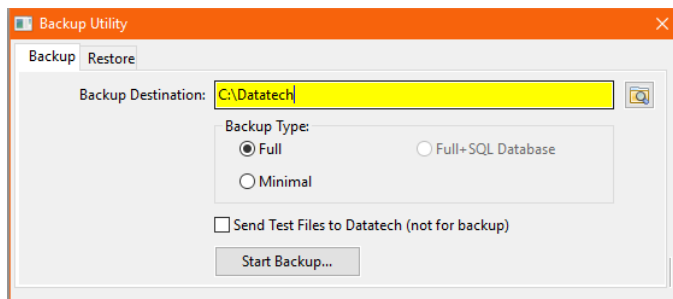 Backup Utility
Backup Restore
Backup Destination: C:\Datatech
Backup Type:
Full Full+SQL Database
Minimal
Send Test Files to Datatech (not for backup)
Start Backup...